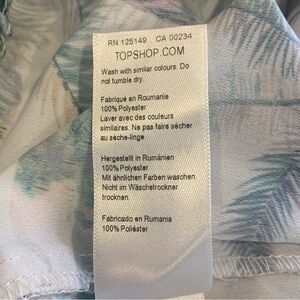 RN 125149 CA 00234
TOPSHOP.COM
Wash with similar colours. Do
not tumble dry.
Fabriqué en Roumanie
100% Polyester
Laver avec des couleurs
similaires. Ne pas faire sécher
au sèche-linge.
Hergestellt in Rumänien
100% Polyester
Mit ähnlichen Farben waschen
Nicht im Wäschetrockner
trocknen.
Fabricado en Rumania
100% Poliéster